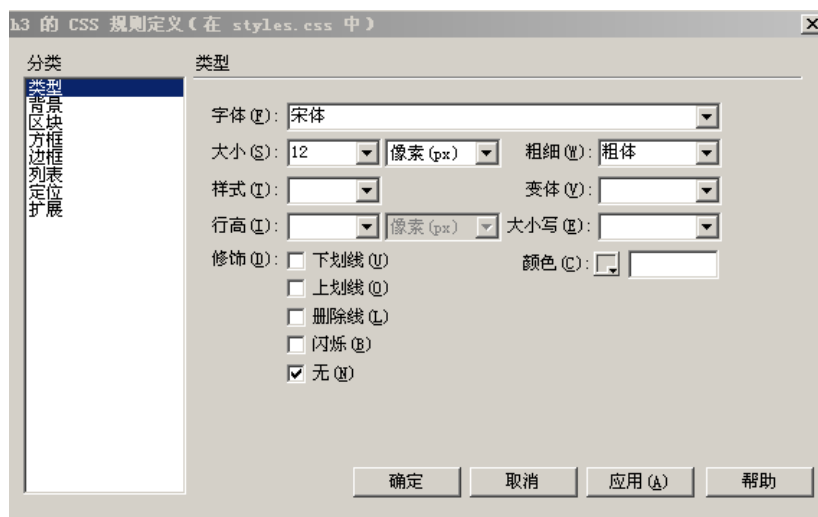 h3 的 CSS 规则定义(在 styles.css 中)
分类
类型
类型
背景
区块
方框
边框
列表
定位
扩展
字体(F): 宋体
大小(S): 12 像素(px) 粗细(W): 粗体
样式(T): 变体(V):
行高(I): 像素(px) 大小写(E):
修饰(D): 下划线(U) 颜色(C):
上划线(O)
删除线(L)
闪烁(B)
无(N)
确定 取消 应用(A) 帮助